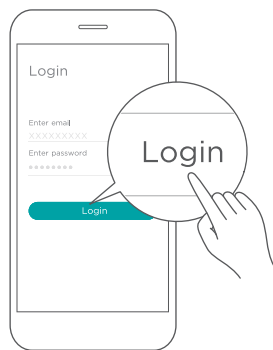 Login
Enter email
XXXXXXXXX
Enter password
********
Login
Login